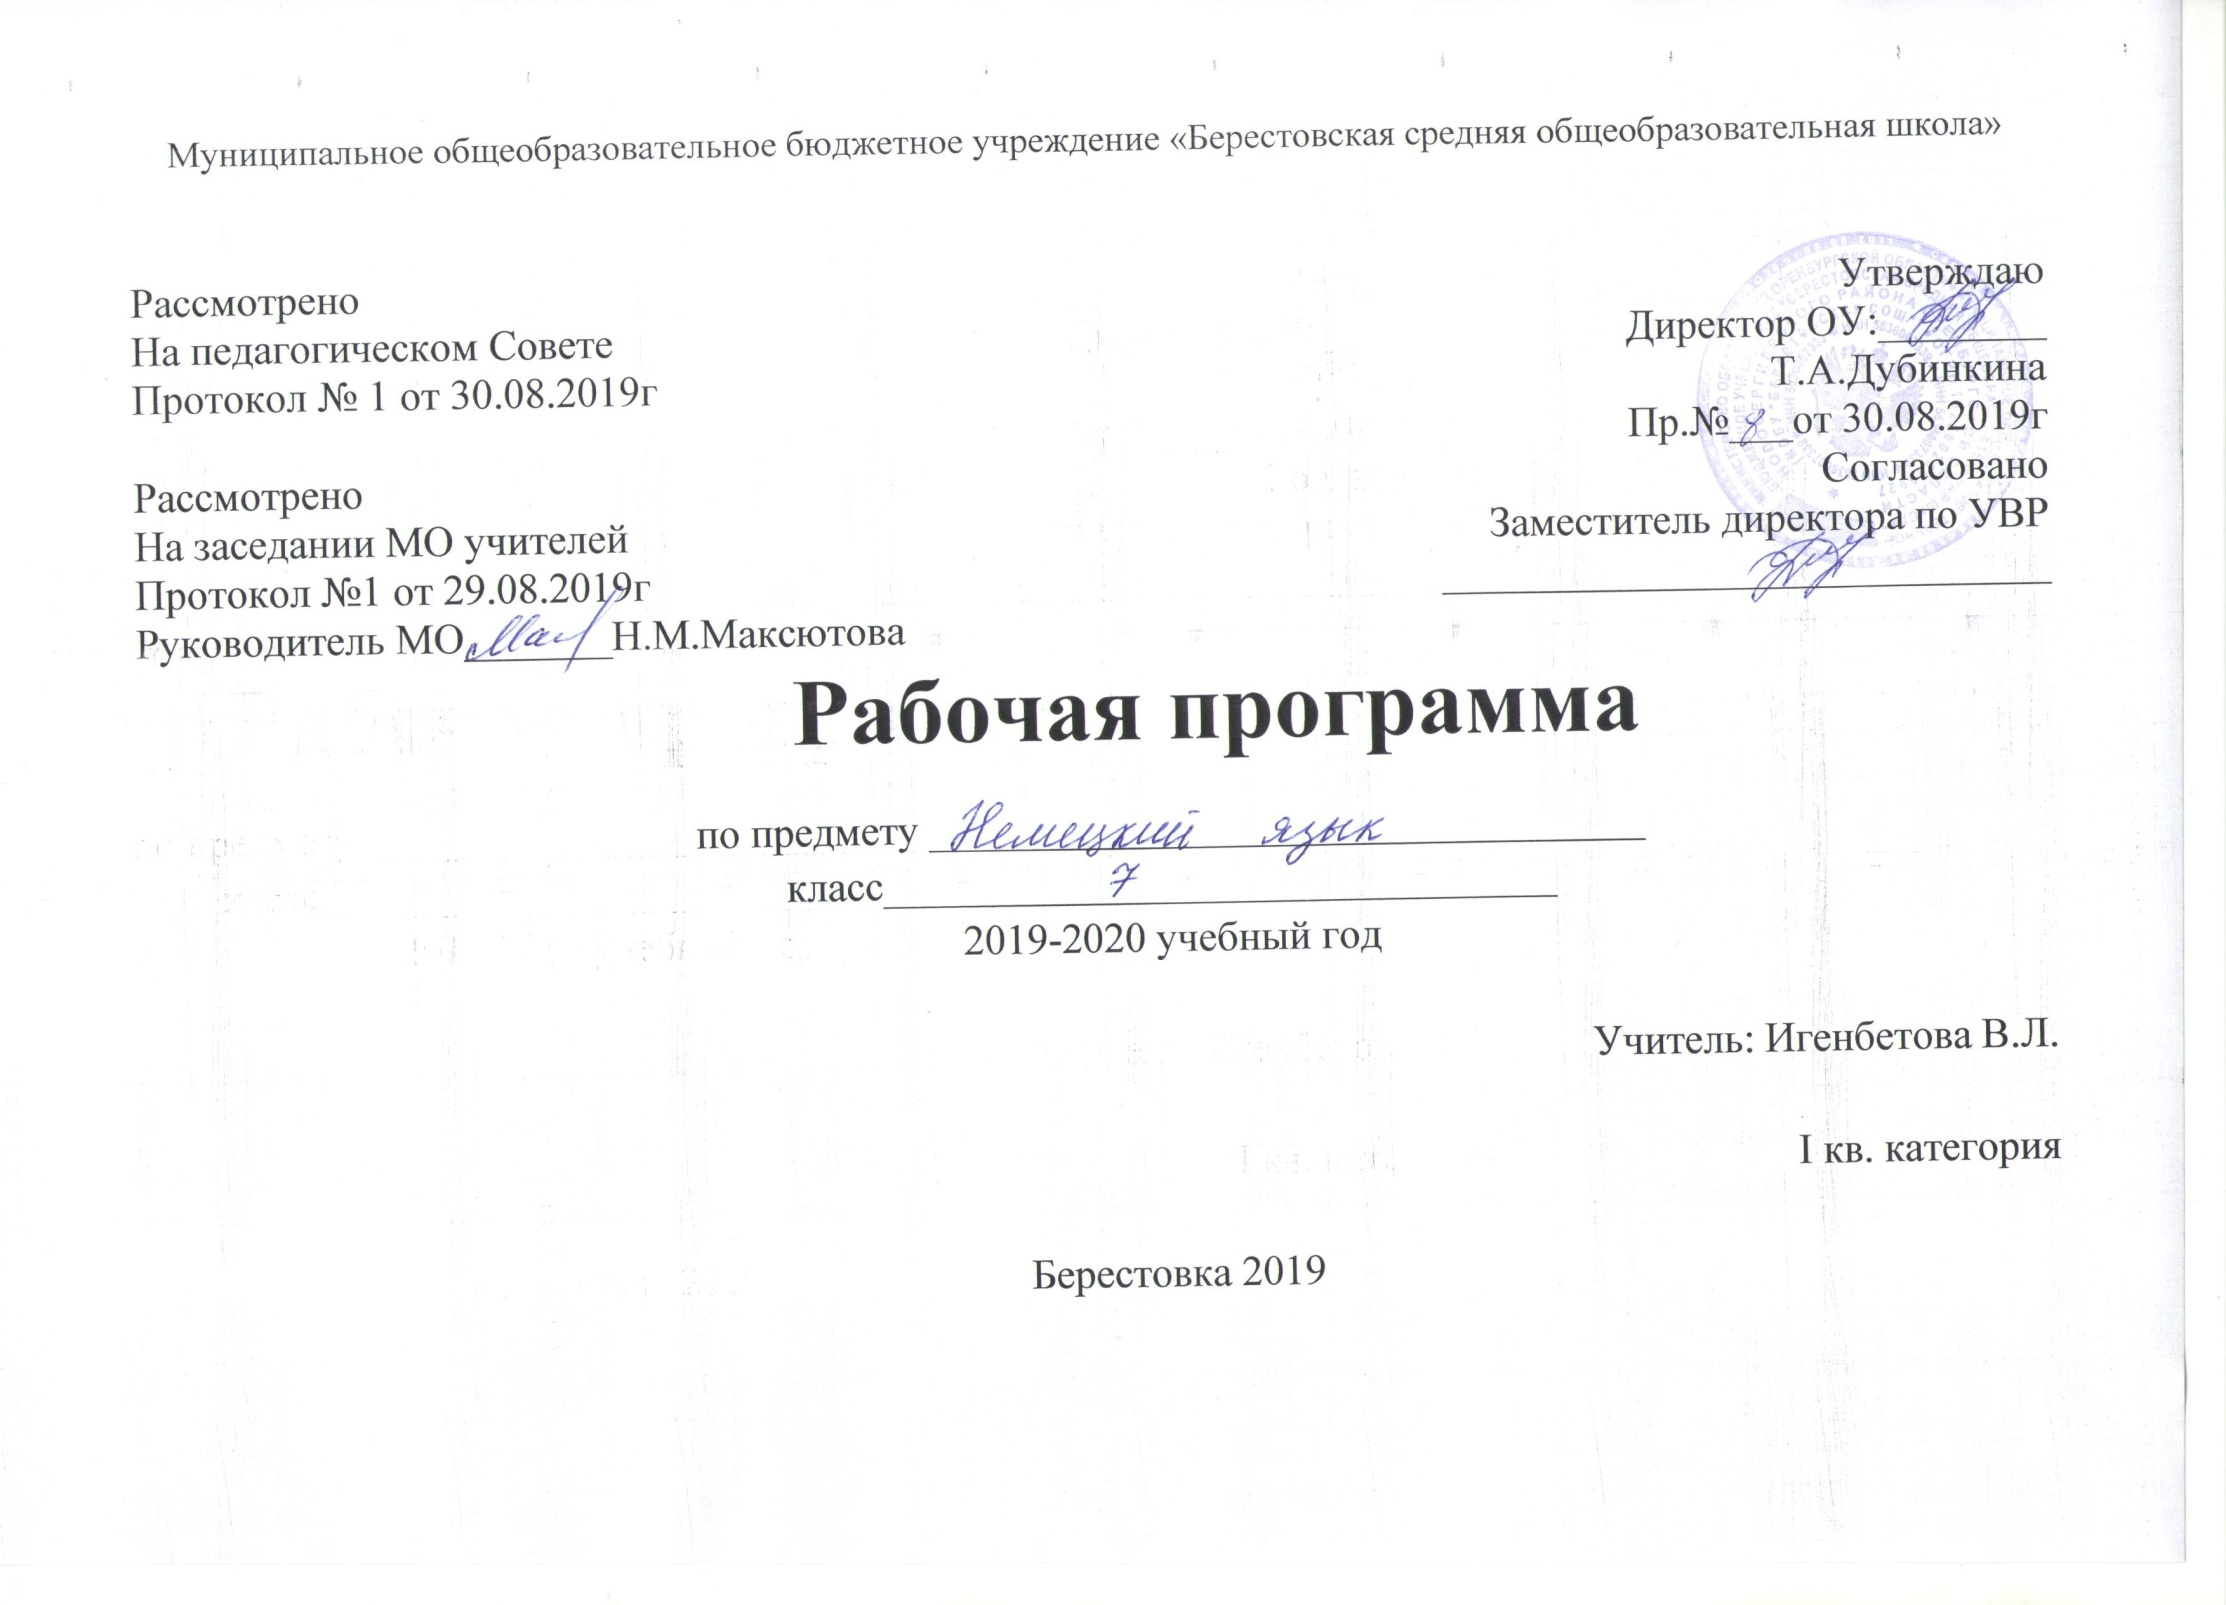 Муниципальное общеобразовательное бюджетное учреждение «Берестовская средняя общеобразовательная школа»
Рассмотрено
На педагогическом Совете
Протокол № 1 от 30.08.2019г
Рассмотрено
На заседании МО учителей
Протокол №1 от 29.08.2019г
Руководитель МО_______Н.М.Максютова
Утверждаю
Директор ОУ:________
Т.А.Дубинкина
Пр.№ 8 от 30.08.2019г
Согласовано
Заместитель директора по УВР
Рабочая программа
по предмету Немецкий язык
класс 7
2019-2020 учебный год
Учитель: Игенбетова В.Л.
I кв. категория
Берестовка 2019